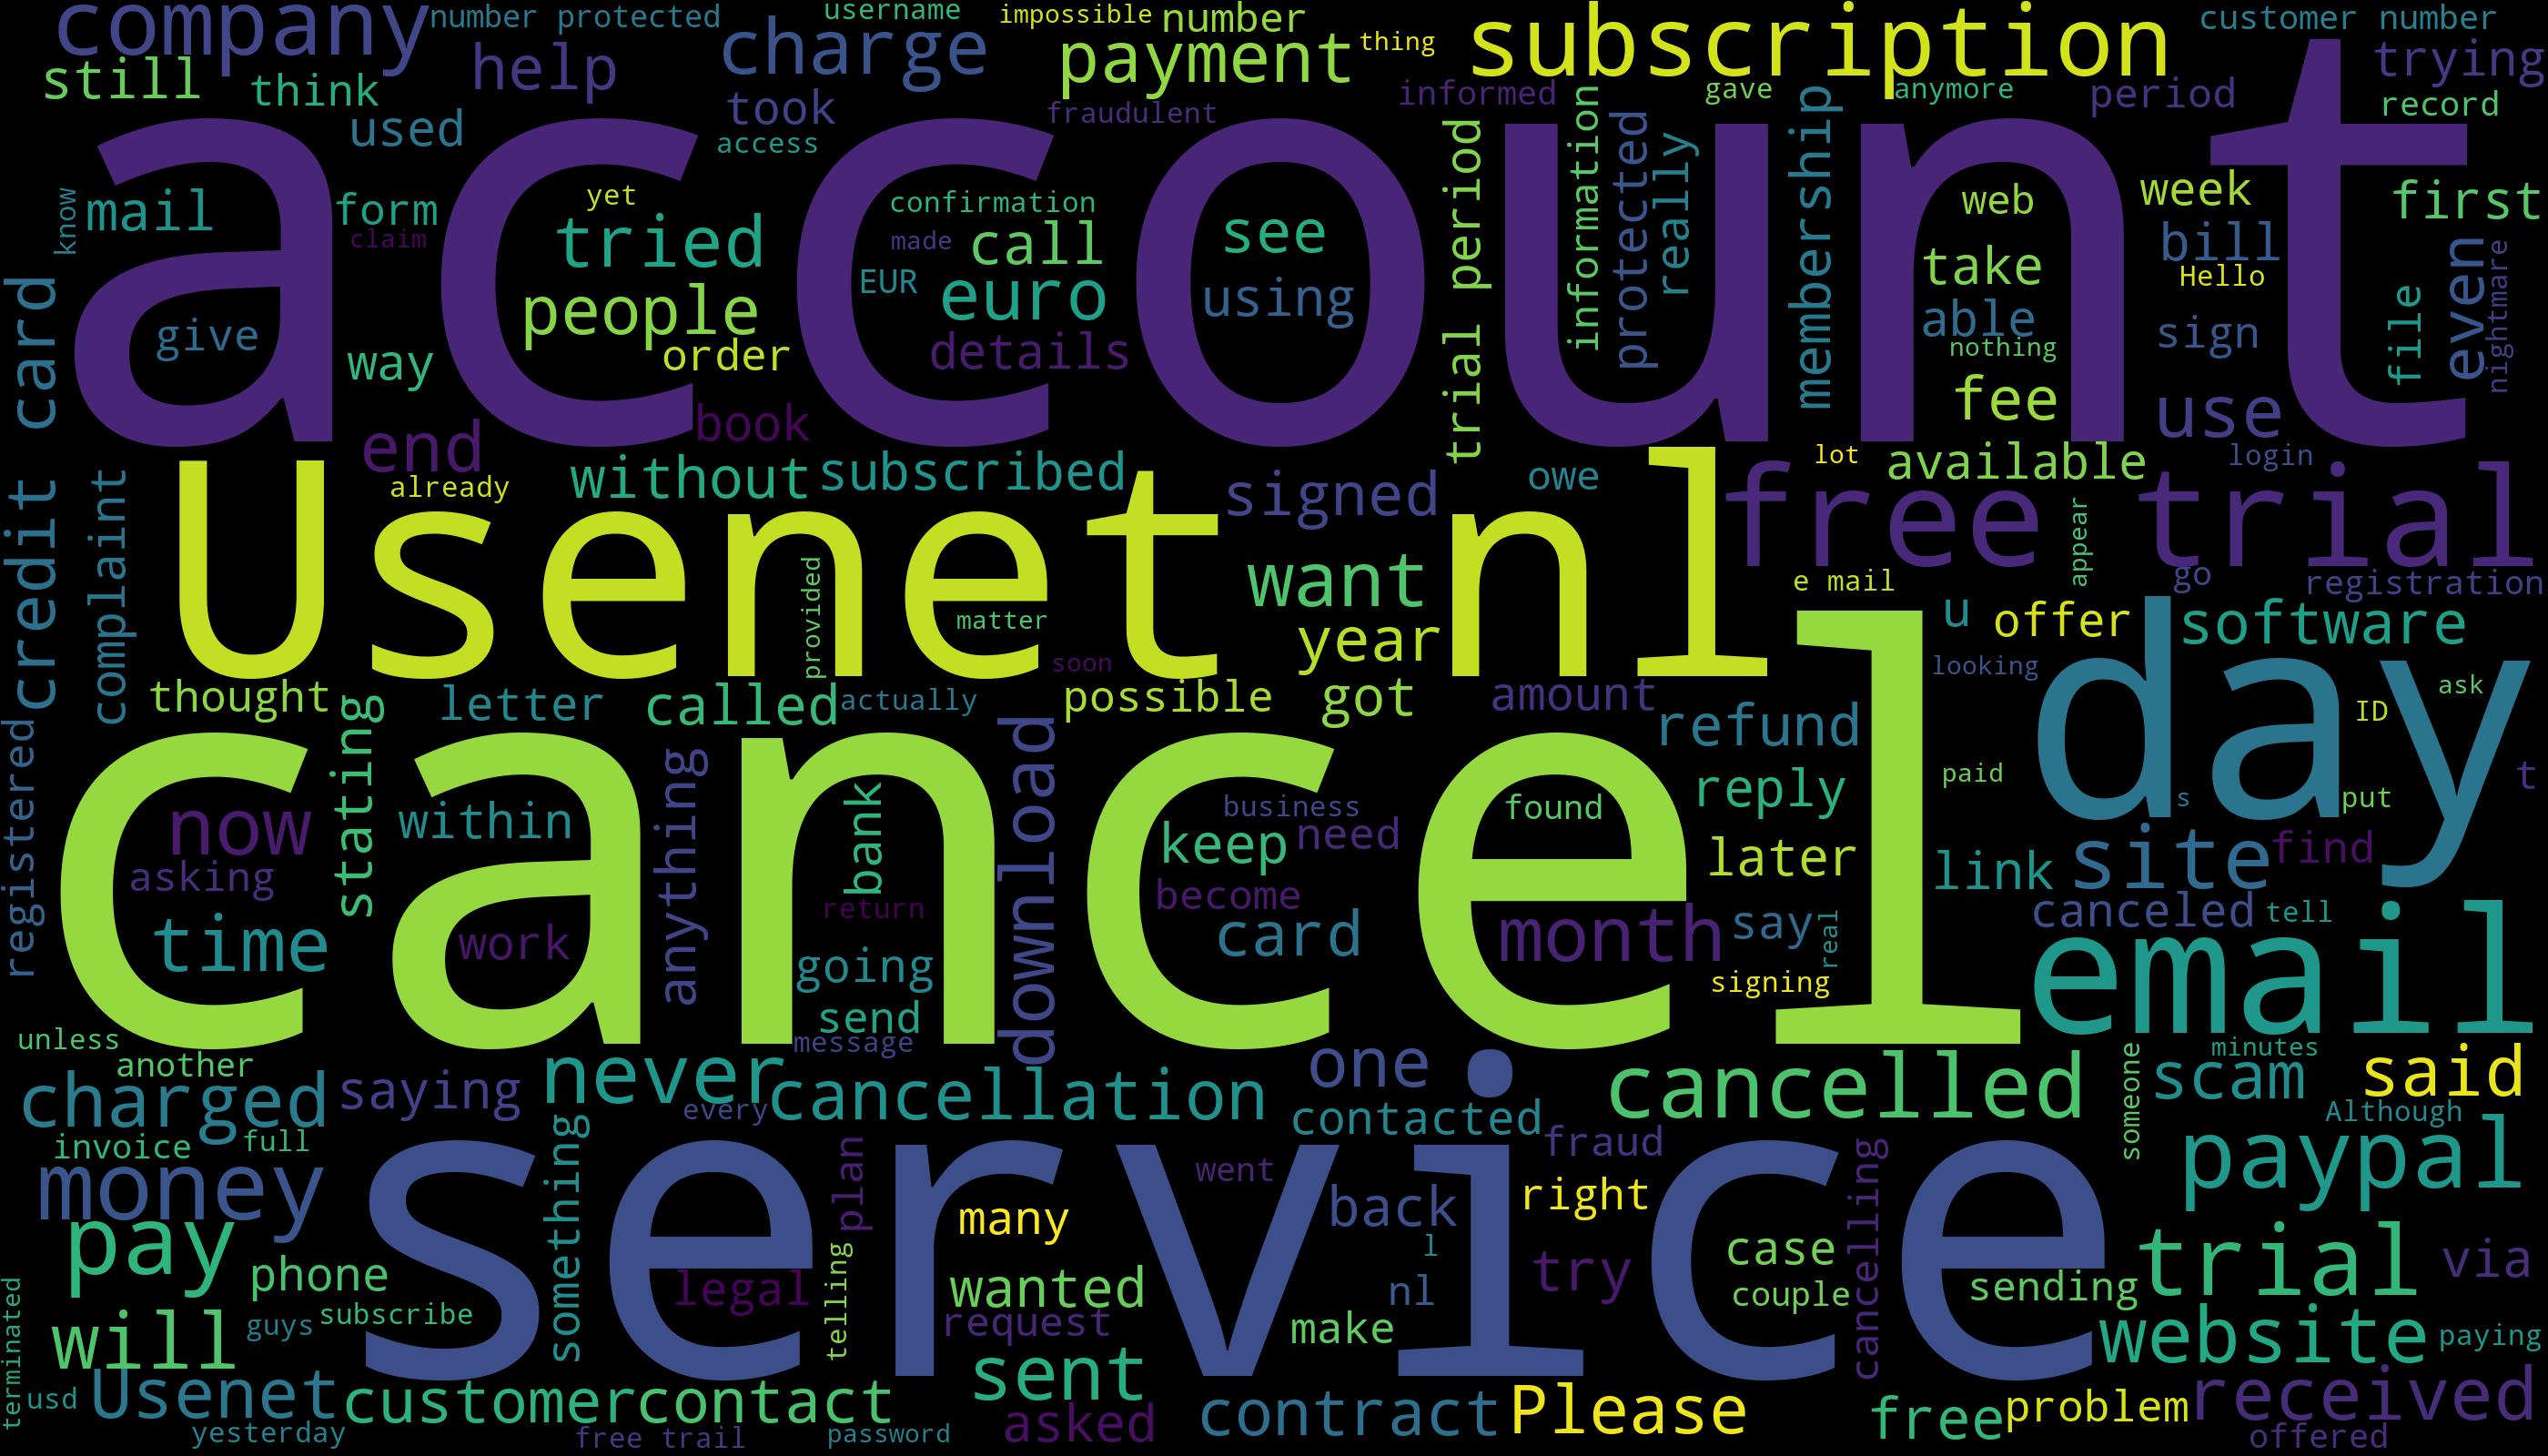 company
number protected
username
impossible
number
subscription
customer number
still
think
help
charge
took
payment
thing
informed
gave
anymore
period
trying
record
used
access
fraudulent
account
trial period
information
protected
really
membership
know
mail
form
claim
yet
tried
people
order
confirmation
made
call
EUR
euro
details
see
using
web
take
able
nothing
fee
week
bill
Hello
sign
use
first
even
file
nightmare
credit card
give
way
end
book
already
without
subscribed
signed
owe
lot
available
login
free trial
complaint
Usenet nl
provided
matter
soon
want
year
e mail
appear
go
registration
u
offer
software
looking
day
ask
ID
thought
letter
called
actually
possible
got
amount
refund
paid
s
put
t
registered
stating
now
asking
time
within
work
anything
bank
return
going
send
message
download
cancel
business
keep
need
become
card
found
month
reply
later
say
real
signing
link
site
find
canceled
tell
email
unless
another
charged
saying
never
every
cancellation
one
contacted
cancelled
someone
minutes
scam
said
Although
invoice
full
money
something
plan
service
went
fraud
back
right
cancelling
paypal
pay
phone
legal
telling
many
wanted
request
l
nl
make
try
case
couple
sending
trial
via
terminated
will
guys
subscribe
sent
website
paying
usd
Usenet
customer
contact
asked
contract
Please
free
problem
received
yesterday
free trail
password
offered